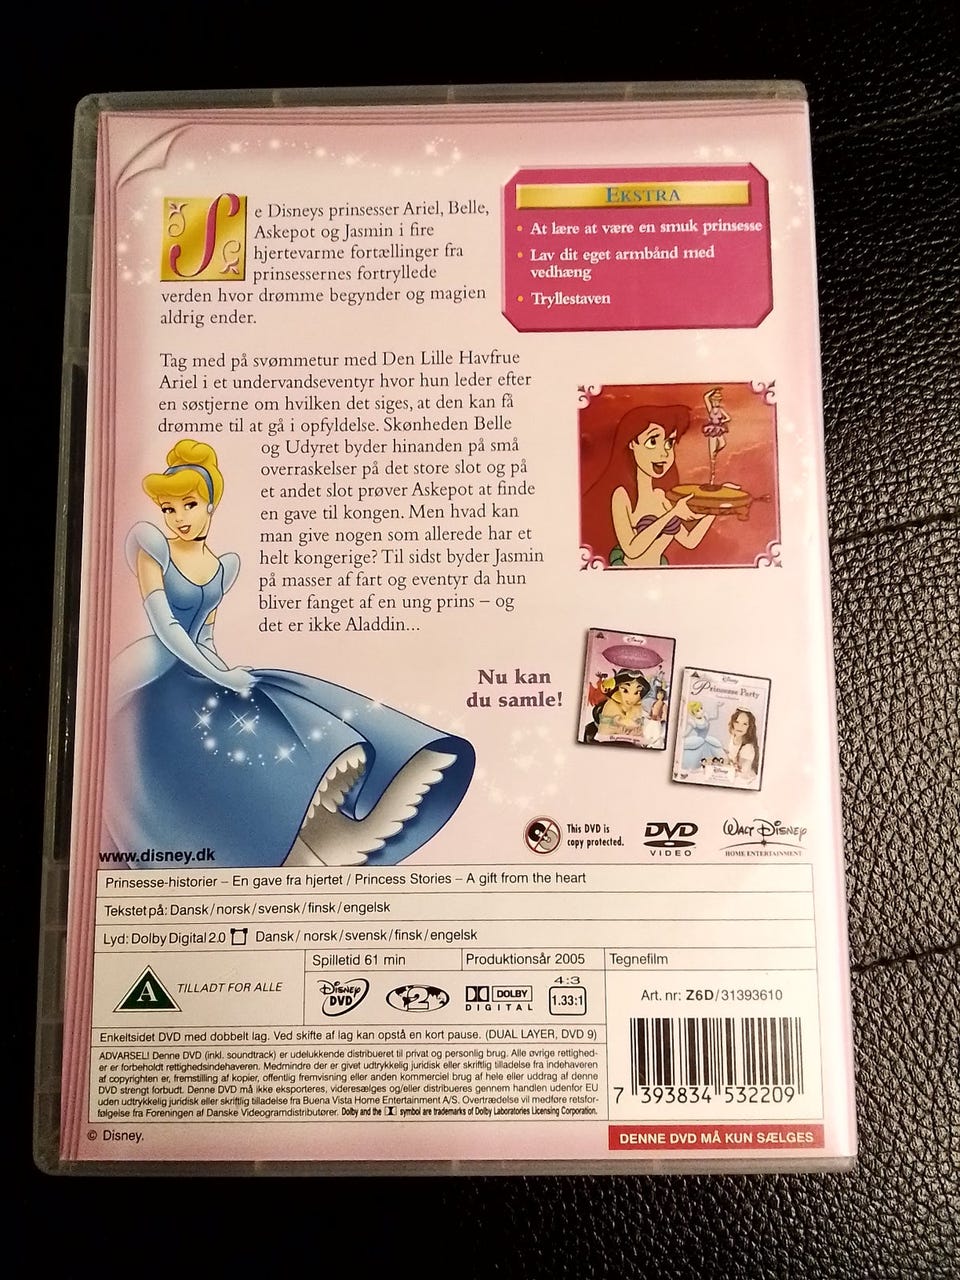 Se Disneys prinsesser Ariel, Belle,
Askepot og Jasmin i fire
hjertevarme fortællinger fra
prinsessernes fortryllede
verden hvor drømme begynder og magien
aldrig ender.
EKSTRA
• At lære at være en smuk prinsesse
• Lav dit eget armbånd med
vedhæng
• Tryllestaven
Tag med på svømmetur med Den Lille Havfrue
Ariel i et undervandseventyr hvor hun leder efter
en søstjerne om hvilken det siges, at den kan få
drømme til at gå i opfyldelse. Skønheden Belle
og Udyret byder hinanden på små
overraskelser på det store slot og på
et andet slot prøver Askepot at finde
en gave til kongen. Men hvad kan
man give nogen som allerede har et
helt kongerige? Til sidst byder Jasmin
på masser af fart og eventyr da hun
bliver fanget af en ung prins – og
det er ikke Aladdin...
Nu kan
du samle!
Disney
Disney
Prinsesse Party
Disney
This DVD is
copy protected.
DVD
VIDEO
WALT DISNEY
HOME ENTERTAINMENT
www.disney.dk
Prinsesse-historier – En gave fra hjertet / Princess Stories – A gift from the heart
Tekstet på: Dansk/norsk/svensk/finsk/engelsk
Lyd: Dolby Digital 2.0 Dansk/norsk/svensk/finsk/engelsk
A TILLADT FOR ALLE
Spilletid 61 min
Produktionsår 2005
Tegnefilm
DISNEY
DVD
2
DOLBY
DIGITAL
4:3
1.33:1
Art. nr: Z6D/31393610
Enkeltsidet DVD med dobbelt lag. Ved skifte af lag kan opstå en kort pause. (DUAL LAYER, DVD 9)
ADVARSEL! Denne DVD (inkl. soundtrack) er udelukkende distribueret til privat og personlig brug. Alle øvrige rettighed-
er er forbeholdt rettighedsindehaveren. Medmindre der er givet udtrykkelig juridisk eller skriftlig tilladelse fra indehaveren
af copyrighten er, fremstilling af kopier, offentlig fremvisning eller anden kommerciel brug af hele eller uddrag af denne
DVD strengt forbudt. Denne DVD må ikke eksporteres, videresælges og/eller distribueres gennem handlen udenfor EU
uden udtrykkelig juridisk eller skriftlig tilladelse fra Buena Vista Home Entertainment A/S. Overtrædelse vil medføre retsfor-
følgelse fra Foreningen af Danske Videogramdistributører. Dolby and the symbol are trademarks of Dolby Laboratories Licensing Corporation.
7 393834 532209
© Disney.
DENNE DVD MÅ KUN SÆLGES